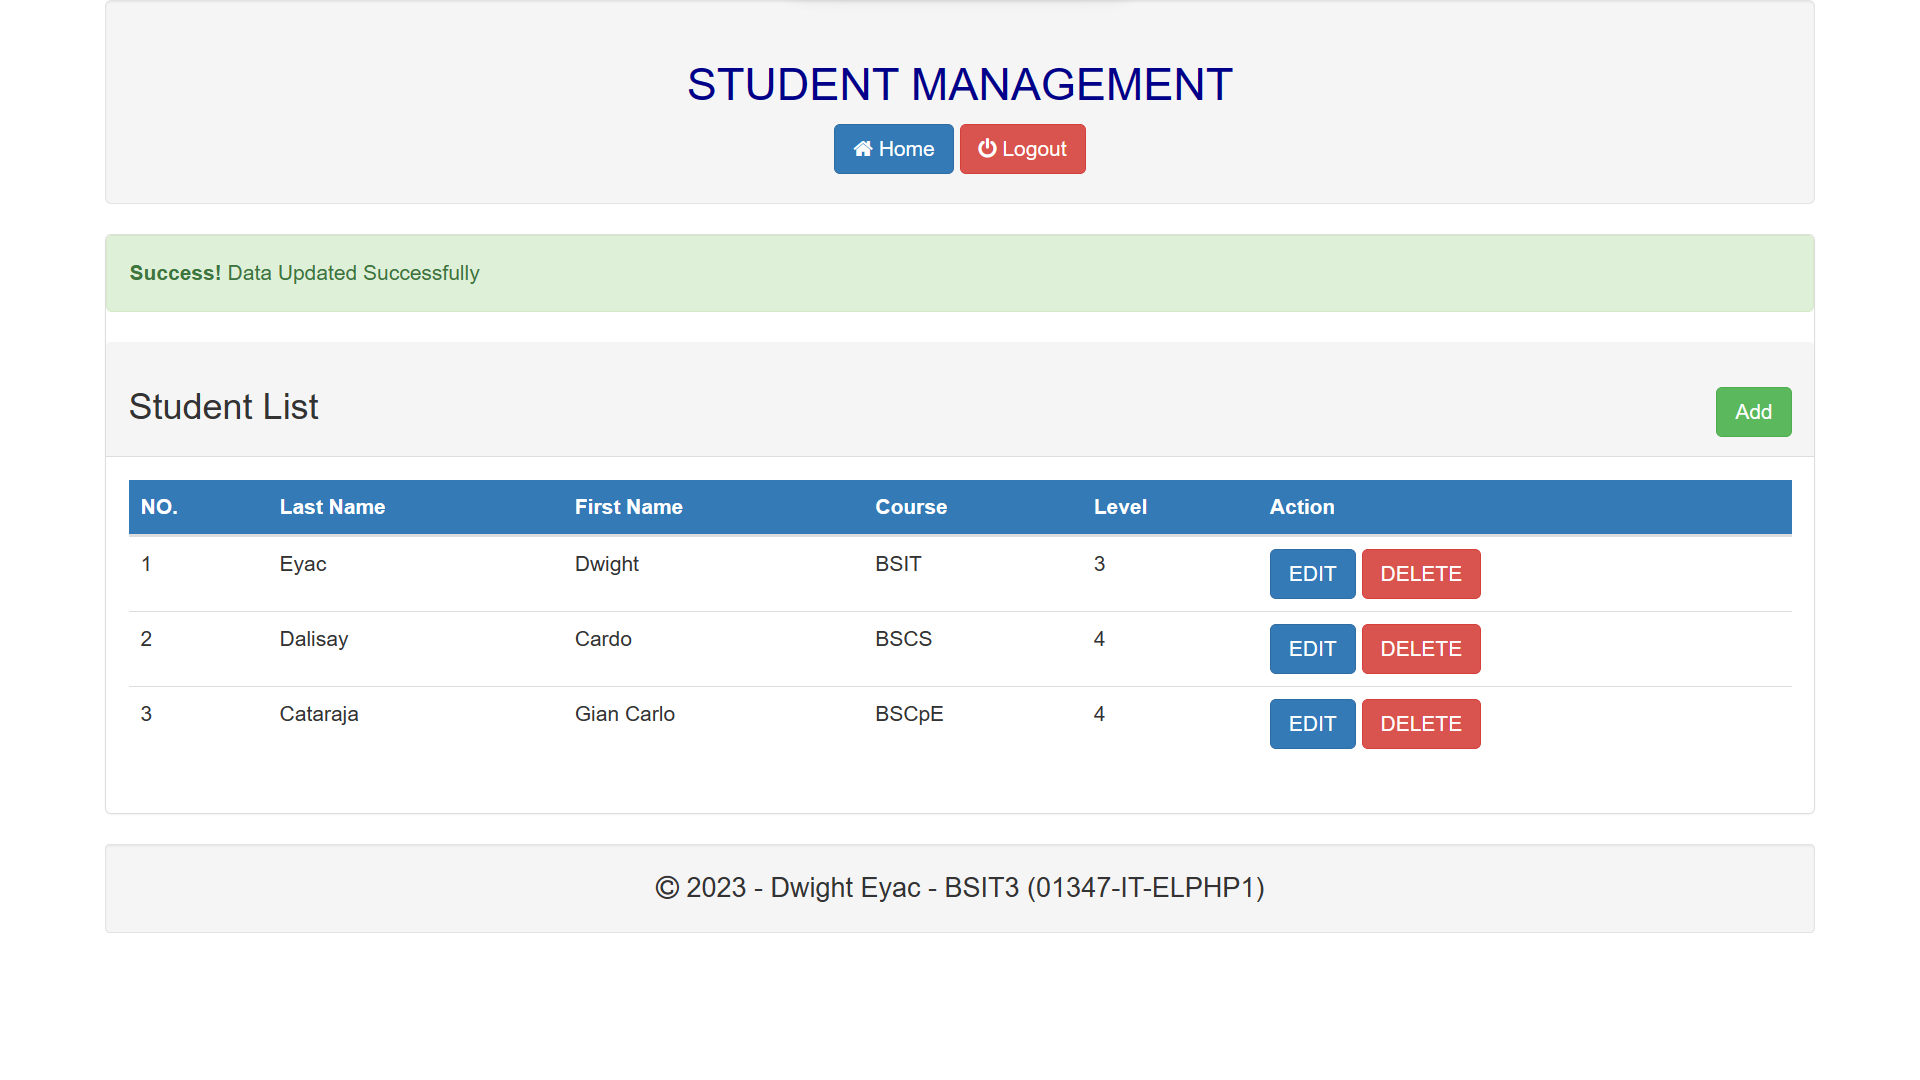 STUDENT MANAGEMENT
Home Logout
Success! Data Updated Successfully
Student List Add
NO. Last Name First Name Course Level Action
1 Eyac Dwight BSIT 3 EDIT DELETE
2 Dalisay Cardo BSCS 4 EDIT DELETE
3 Cataraja Gian Carlo BSCpE 4 EDIT DELETE
© 2023 - Dwight Eyac - BSIT3 (01347-IT-ELPHP1)